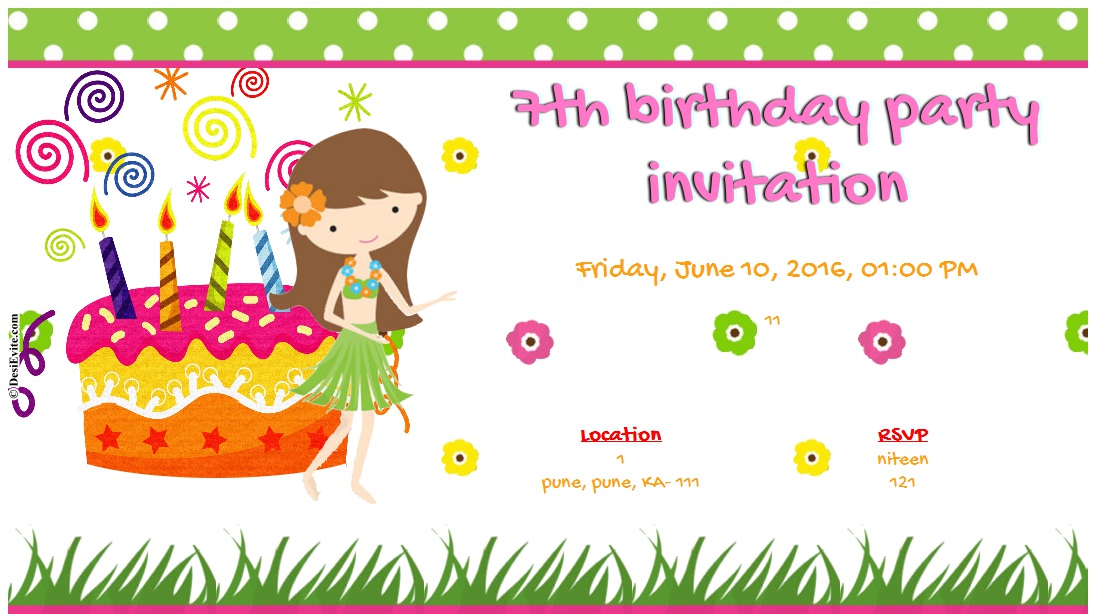 7th birthday party
invitation
Friday, June 10, 2016, 01:00 PM
11
Location
1
pune, pune, KA- 111
RSVP
niteen
121
©DesiEvite.com